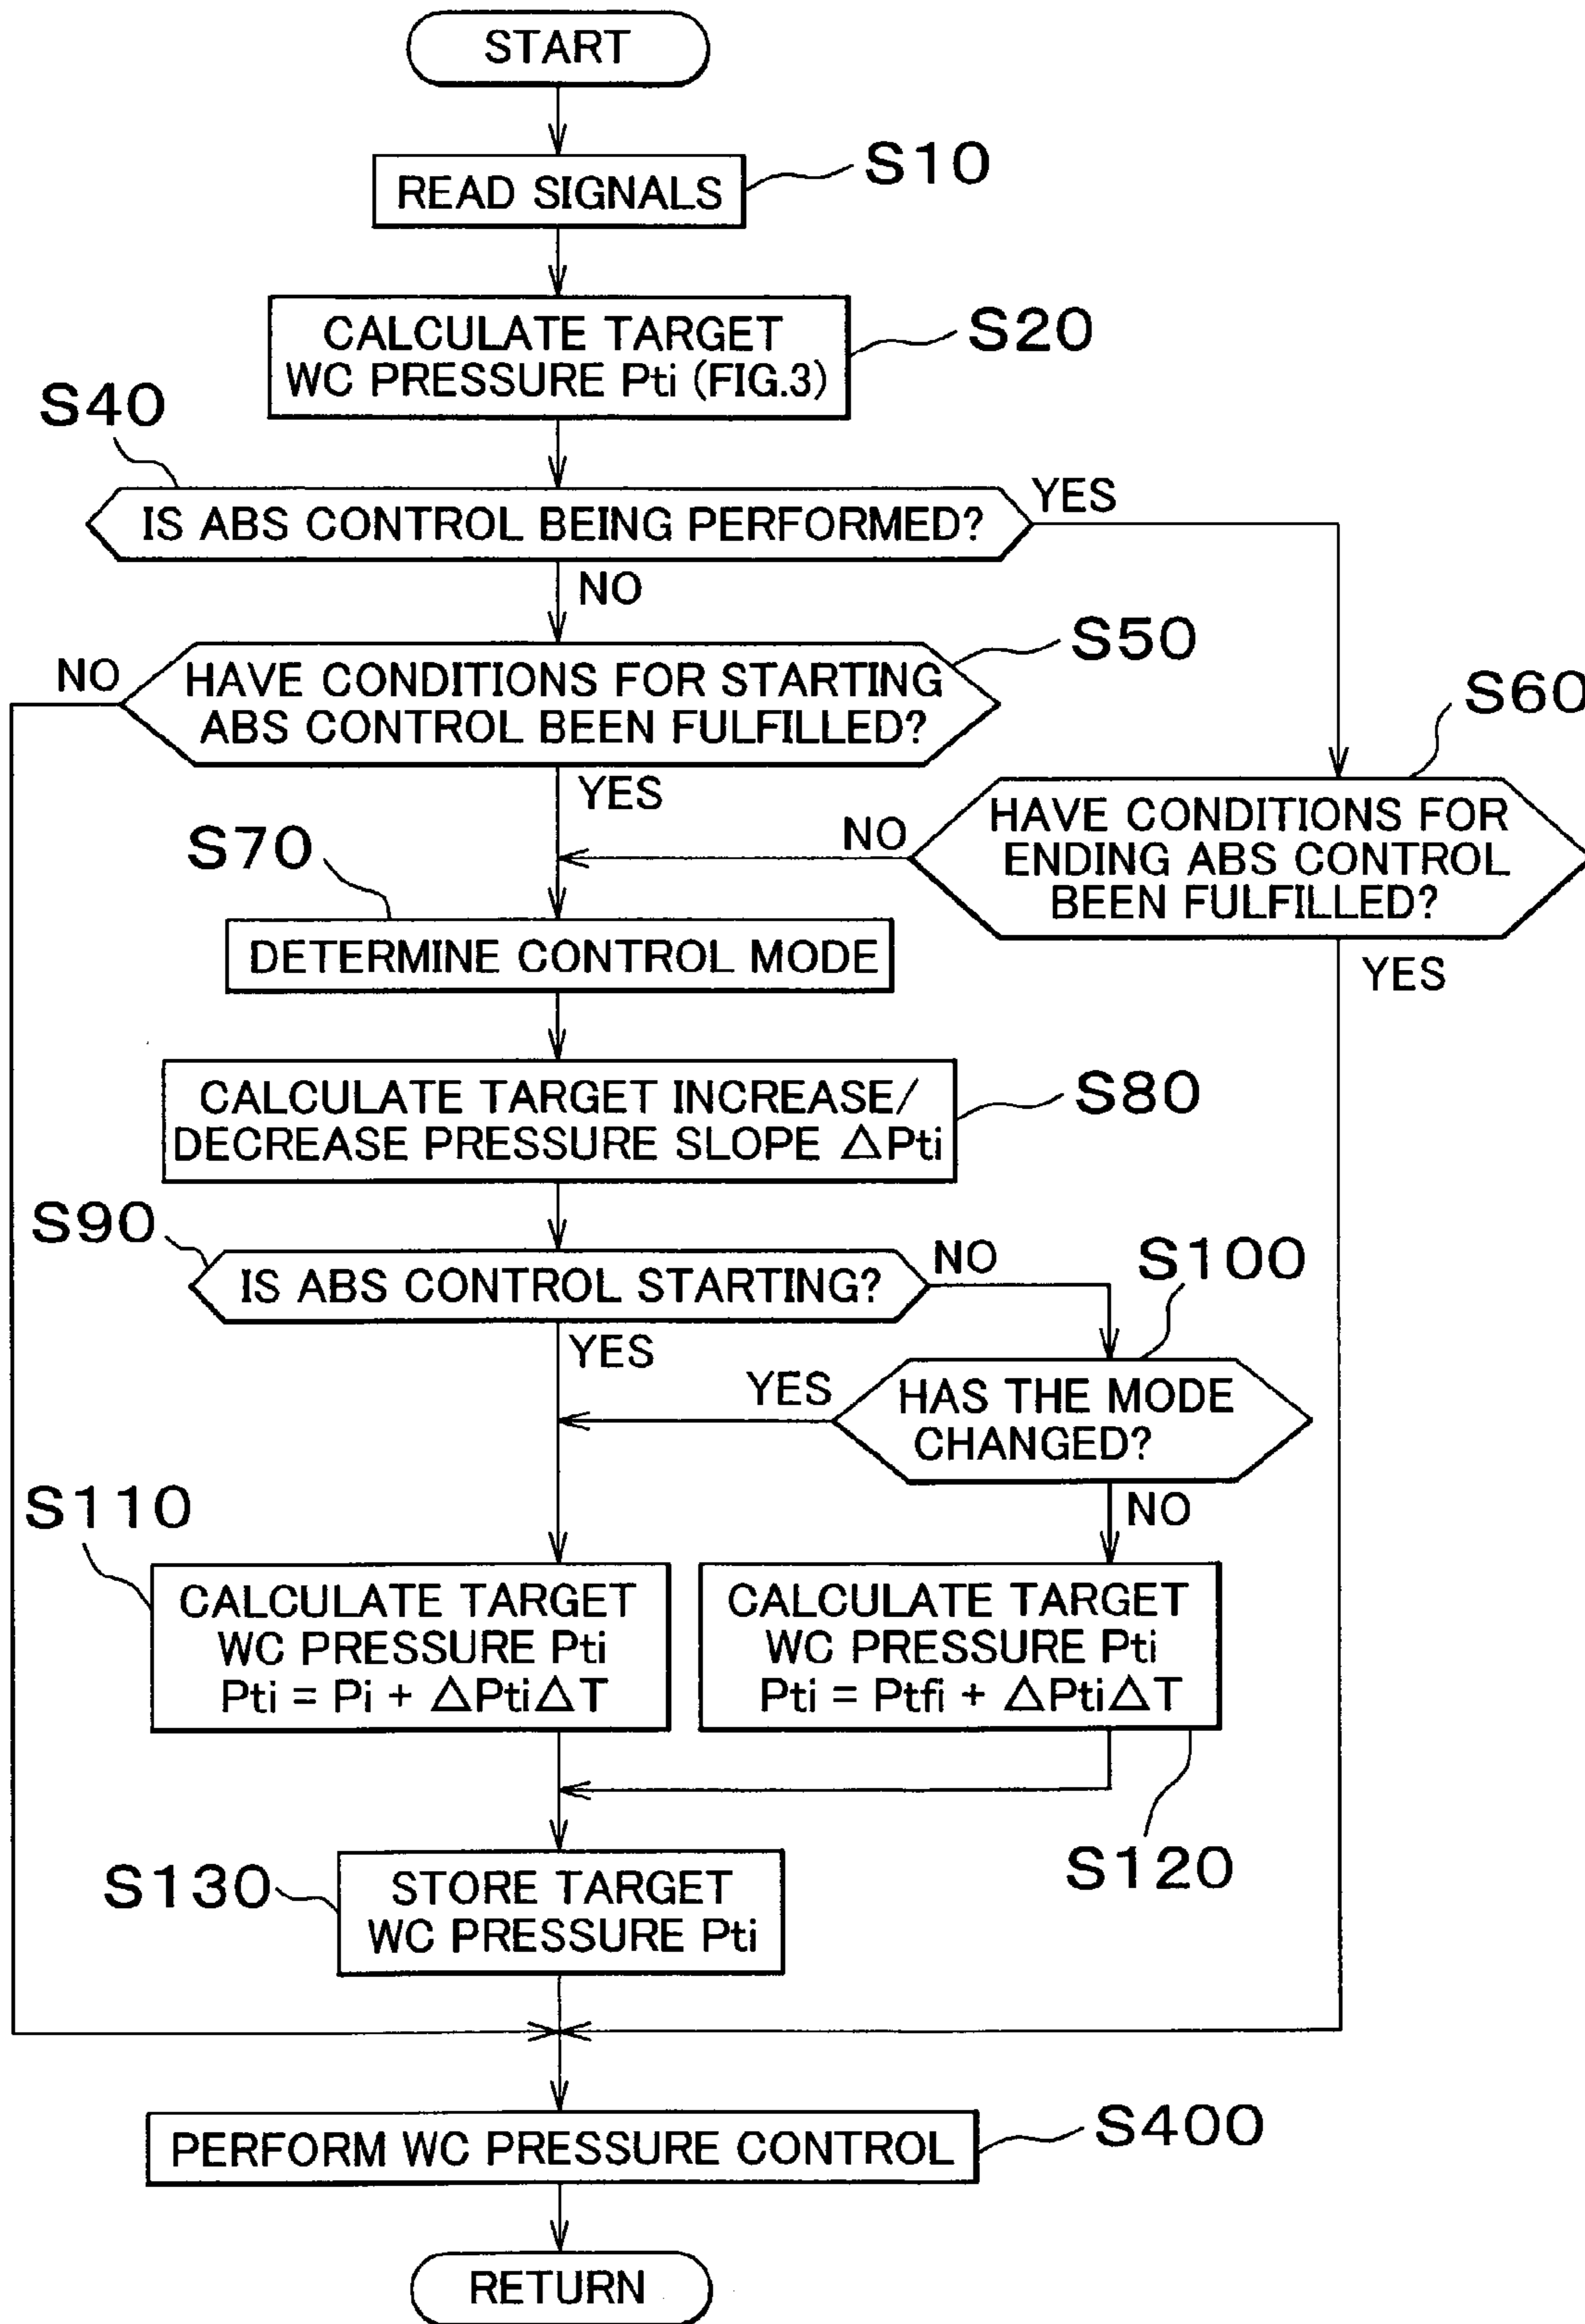 START
READ SIGNALS
S10
CALCULATE TARGET
WC PRESSURE Pti (FIG.3)
S20
S40
IS ABS CONTROL BEING PERFORMED?
YES
NO
S50
NO
HAVE CONDITIONS FOR STARTING
ABS CONTROL BEEN FULFILLED?
YES
S60
HAVE CONDITIONS FOR
ENDING ABS CONTROL
BEEN FULFILLED?
NO
YES
S70
DETERMINE CONTROL MODE
CALCULATE TARGET INCREASE/
DECREASE PRESSURE SLOPE △Pti
S80
S90
IS ABS CONTROL STARTING?
NO
YES
S100
HAS THE MODE
CHANGED?
YES
NO
S110
CALCULATE TARGET
WC PRESSURE Pti
Pti = Pi + △Pti△T
CALCULATE TARGET
WC PRESSURE Pti
Pti = Ptfi + △Pti△T
S120
S130
STORE TARGET
WC PRESSURE Pti
PERFORM WC PRESSURE CONTROL
S400
RETURN